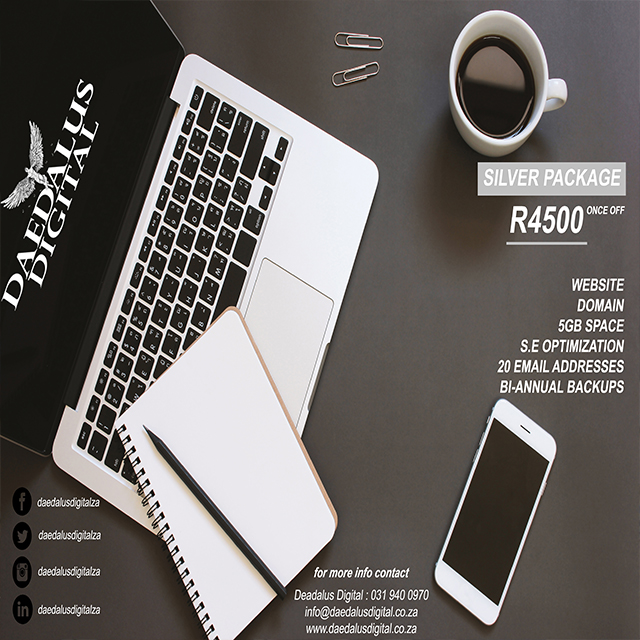 DAEDALUS
DIGITAL
SILVER PACKAGE
R4500 ONCE OFF
WEBSITE
DOMAIN
5GB SPACE
S.E OPTIMIZATION
20 EMAIL ADDRESSES
BI-ANNUAL BACKUPS
daedalusdigitalza
daedalusdigitalza
daedalusdigitalza
daedalusdigitalza
for more info contact
Deadalus Digital : 031 940 0970
info@daedalusdigital.co.za
www.daedalusdigital.co.za